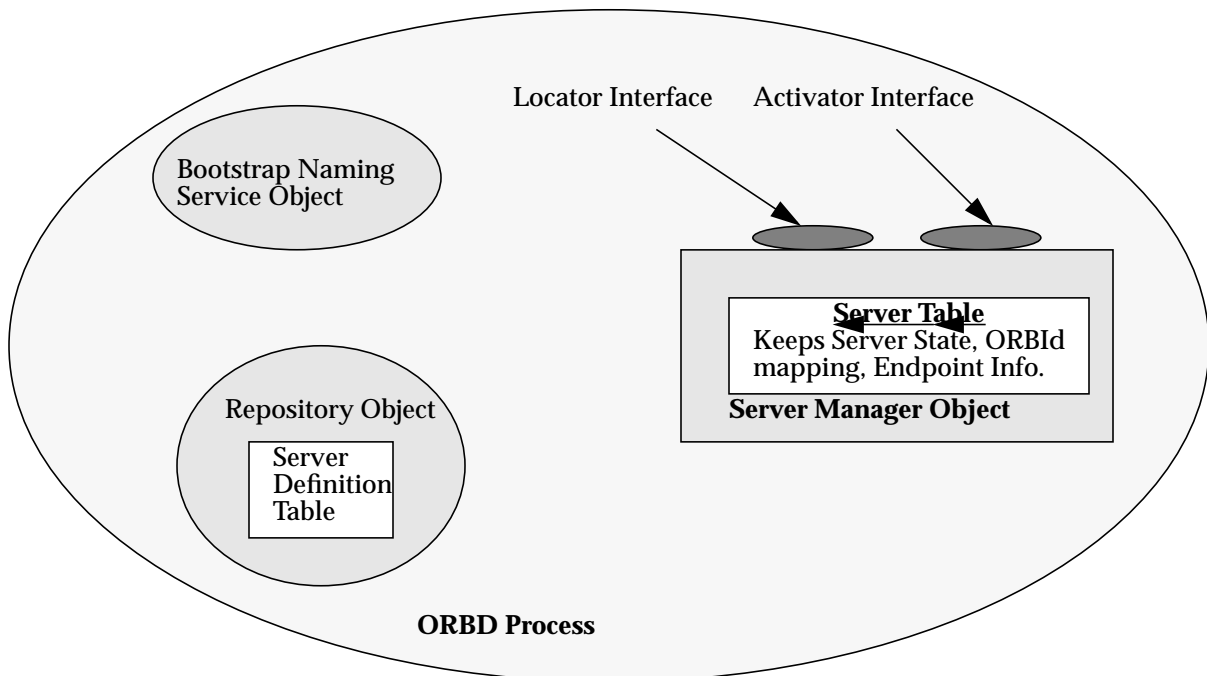 Locator Interface
Activator Interface
Bootstrap Naming
Service Object
Server Table
Keeps Server State, ORBId
mapping, Endpoint Info.
Server Manager Object
Repository Object
Server
Definition
Table
ORBD Process